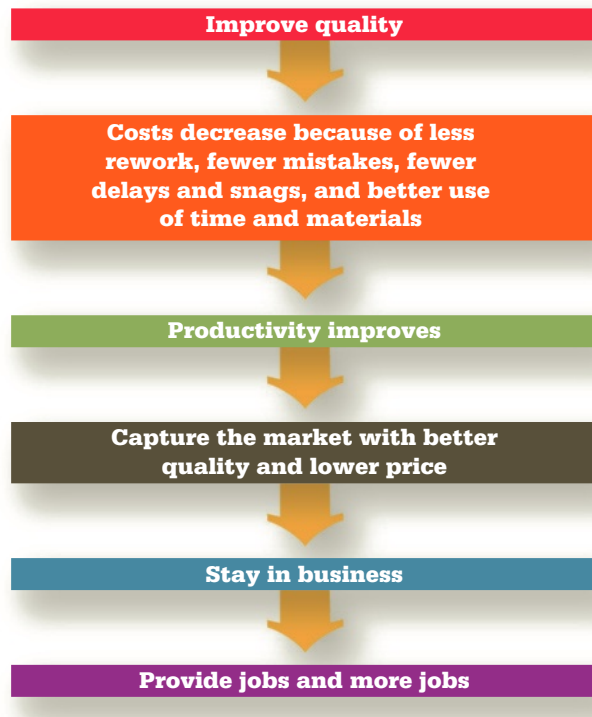 Improve quality
Costs decrease because of less
rework, fewer mistakes, fewer
delays and snags, and better use
of time and materials
Productivity improves
Capture the market with better
quality and lower price
Stay in business
Provide jobs and more jobs